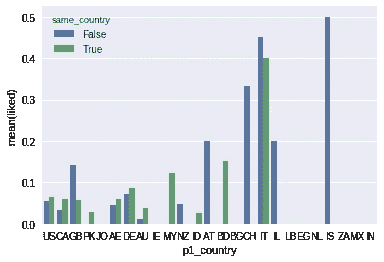 same_country
False
True
mean(liked)
0.5
0.4
0.3
0.2
0.1
0.0
US CA GB PK JO AE DE AU IE MY NZ ID AT BD BG CH IT IL LB EG NL IS ZA MX IN
p1_country